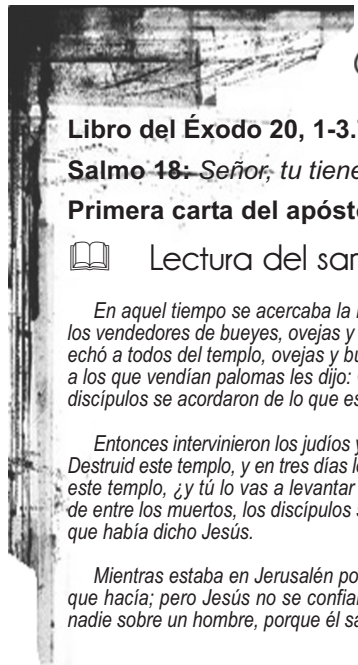 Libro del Éxodo 20, 1-3.
Salmo 18: Señor, tu tiene
Primera carta del apóst
Lectura del sa
En aquel tiempo se acercaba la
los vendedores de bueyes, ovejas y
echó a todos del templo, ovejas y bu
a los que vendían palomas les dijo:
discípulos se acordaron de lo que es
Entonces intervinieron los judíos y
Destruid este templo, y en tres días l
este templo, ¿y tú lo vas a levantar
de entre los muertos, los discípulos s
que había dicho Jesús.
Mientras estaba en Jerusalén po
que hacía; pero Jesús no se confia
nadie sobre un hombre, porque él sa